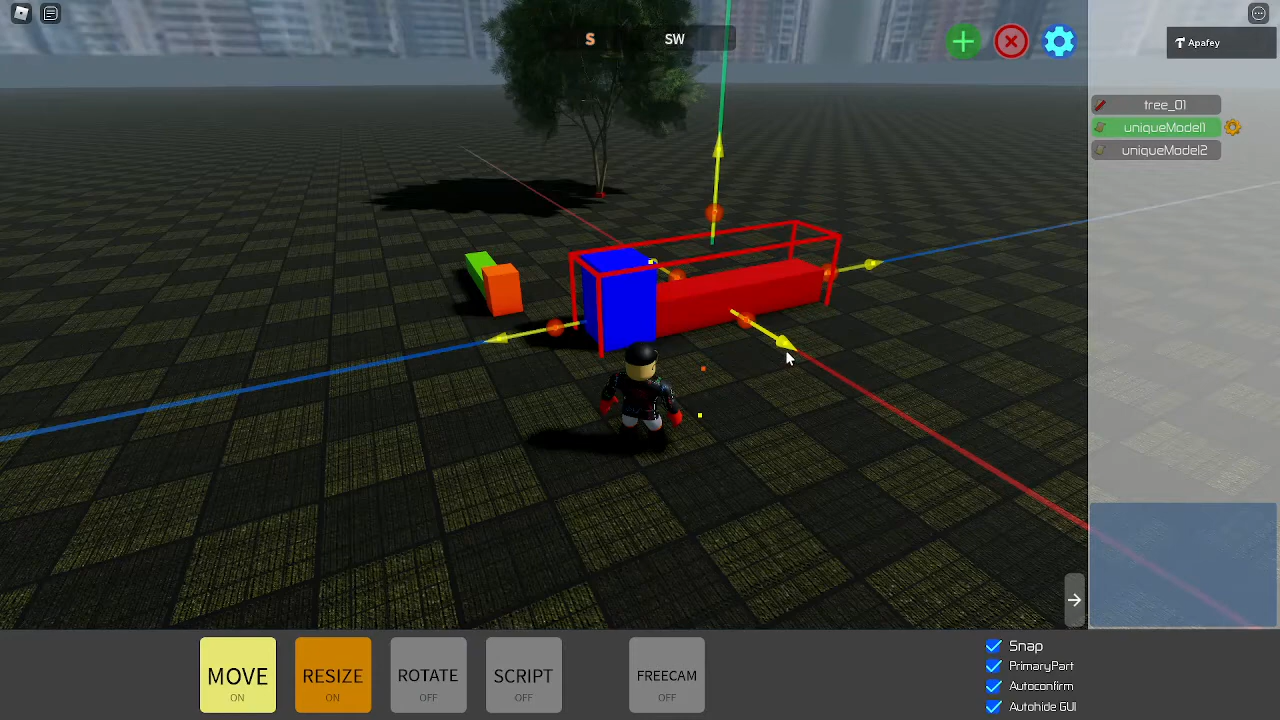 S SW
Apafey
tree_01
uniqueModel1
uniqueModel2
MOVE
ON
RESIZE
ON
ROTATE
OFF
SCRIPT
OFF
FREECAM
OFF
Snap
PrimaryPart
Autoconfirm
Autohide GUI